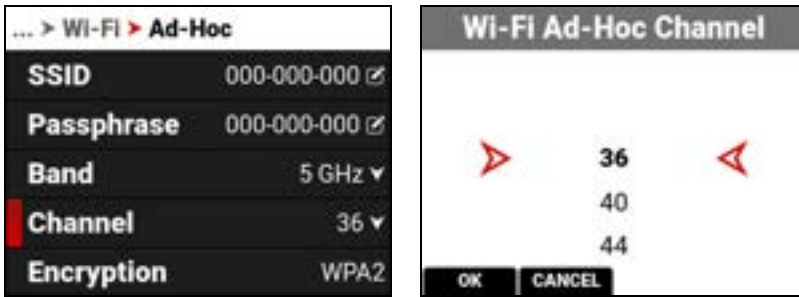 ... > Wi-Fi > Ad-Hoc
SSID 000-000-000
Passphrase 000-000-000
Band 5 GHz
Channel 36
Encryption WPA2
Wi-Fi Ad-Hoc Channel
36
40
44
OK CANCEL